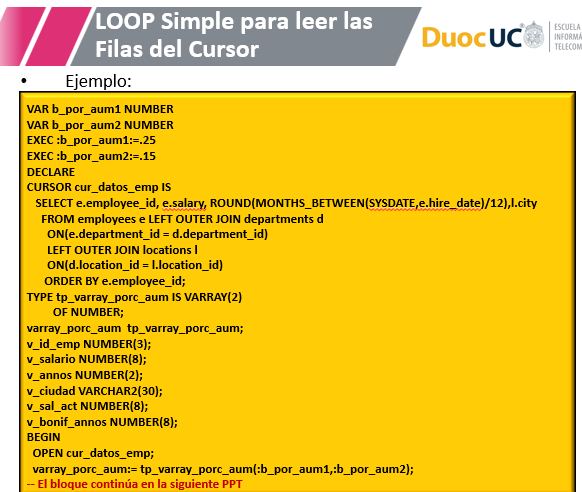 LOOP Simple para leer las
Filas del Cursor
Duoc UC
ESCUELA
INFORMÁ
TELECOM
• Ejemplo:
VAR b_por_aum1 NUMBER
VAR b_por_aum2 NUMBER
EXEC :b_por_aum1:=.25
EXEC :b_por_aum2:=.15
DECLARE
CURSOR cur_datos_emp IS
SELECT e.employee_id, e.salary, ROUND(MONTHS_BETWEEN(SYSDATE,e.hire_date)/12),l.city
FROM employees e LEFT OUTER JOIN departments d
ON(e.department_id = d.department_id)
LEFT OUTER JOIN locations l
ON(d.location_id = l.location_id)
ORDER BY e.employee_id;
TYPE tp_varray_porc_aum IS VARRAY(2)
OF NUMBER;
varray_porc_aum tp_varray_porc_aum;
v_id_emp NUMBER(3);
v_salario NUMBER(8);
v_annos NUMBER(2);
v_ciudad VARCHAR2(30);
v_sal_act NUMBER(8);
v_bonif_annos NUMBER(8);
BEGIN
OPEN cur_datos_emp;
varray_porc_aum:= tp_varray_porc_aum(:b_por_aum1,:b_por_aum2);
-- El bloque continúa en la siguiente PPT